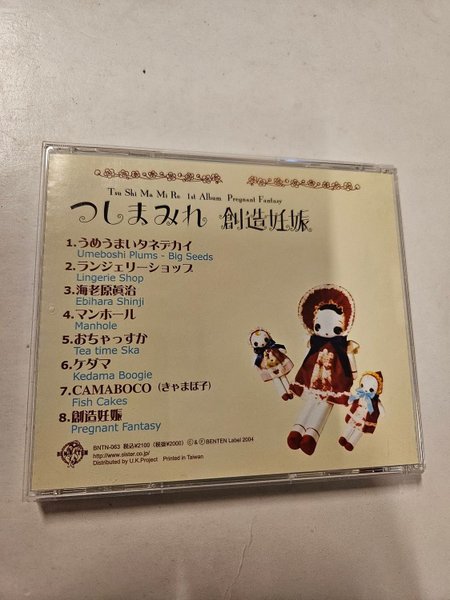 Tsu Shi Ma Mi Re 1st Album Pregnant Fantasy
つしまみれ 創造妊娠
1.うめうまいタネデカイ
Umeboshi Plums - Big Seeds
2.ランジェリーショップ
Lingerie Shop
3.海老原眞治
Ebihara Shinji
4.マンホール
Manhole
5.おちゃっすか
Tea time Ska
6.ケダマ
Kedama Boogie
7.CAMABOCO（きゃまぼ子）
Fish Cakes
8.創造妊娠
Pregnant Fantasy
BENTEN
BNTN-063 税込¥2100（税抜¥2000） ©&Ⓟ BENTEN Label 2004
http://www.sister.co.jp/
Distributed by U.K.Project Printed in Taiwan